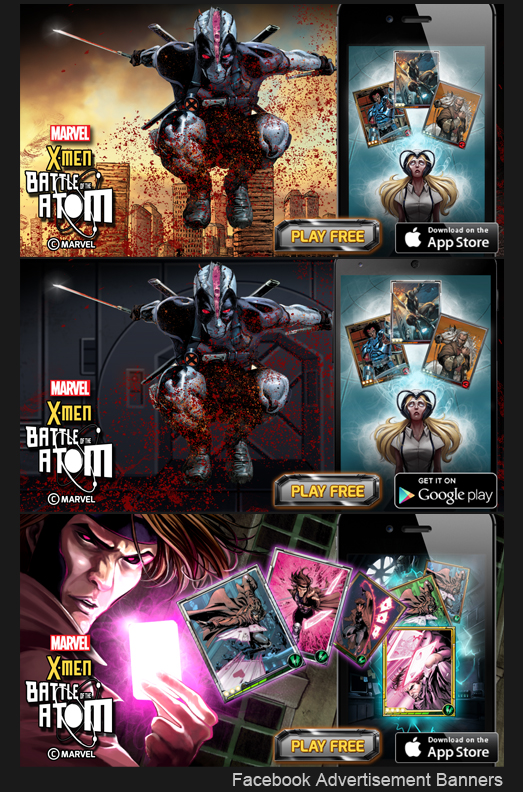 MARVEL
X-MEN
BATTLE OF THE
ATOM
© MARVEL
PLAY FREE
Download on the
App Store
MARVEL
X-MEN
BATTLE OF THE
ATOM
© MARVEL
PLAY FREE
GET IT ON
Google play
MARVEL
X-MEN
BATTLE OF THE
ATOM
© MARVEL
PLAY FREE
Download on the
App Store
Facebook Advertisement Banners